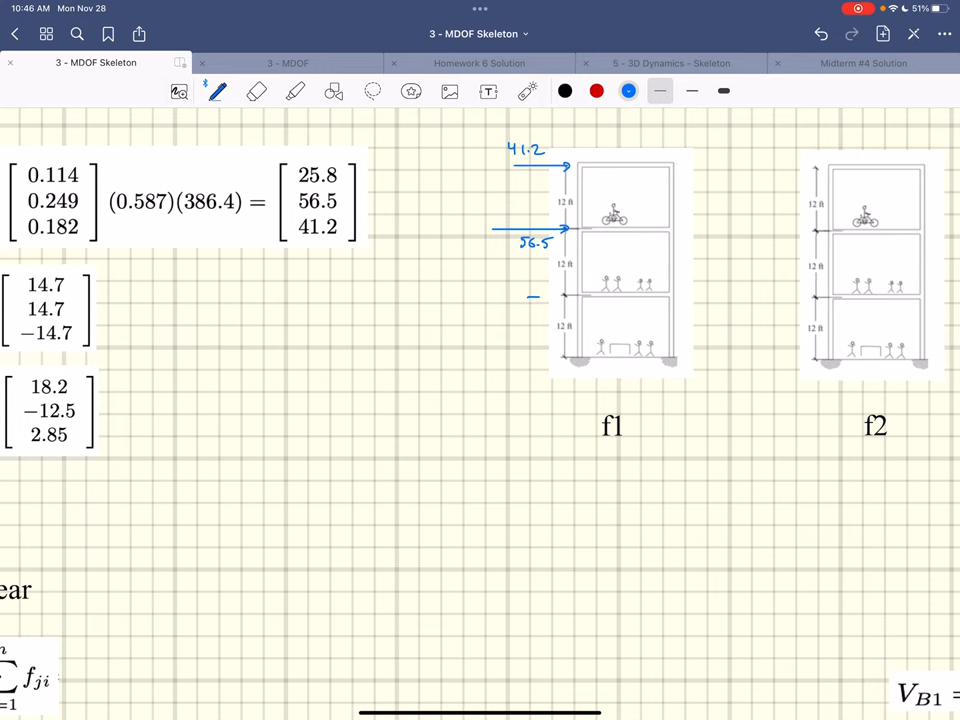 10:46 AM Mon Nov 28
51%
3 - MDOF Skeleton
3 - MDOF Skeleton
3 - MDOF
Homework 6 Solution
5 - 3D Dynamics - Skeleton
Midterm #4 Solution
0.114
0.249 (0.587)(386.4) =
0.182
25.8
56.5
41.2
14.7
14.7
−14.7
18.2
−12.5
2.85
41.2
56.5
12 ft
12 ft
12 ft
f1
12 ft
12 ft
12 ft
f2
ear
n
∑ fji
=1
VB1 =